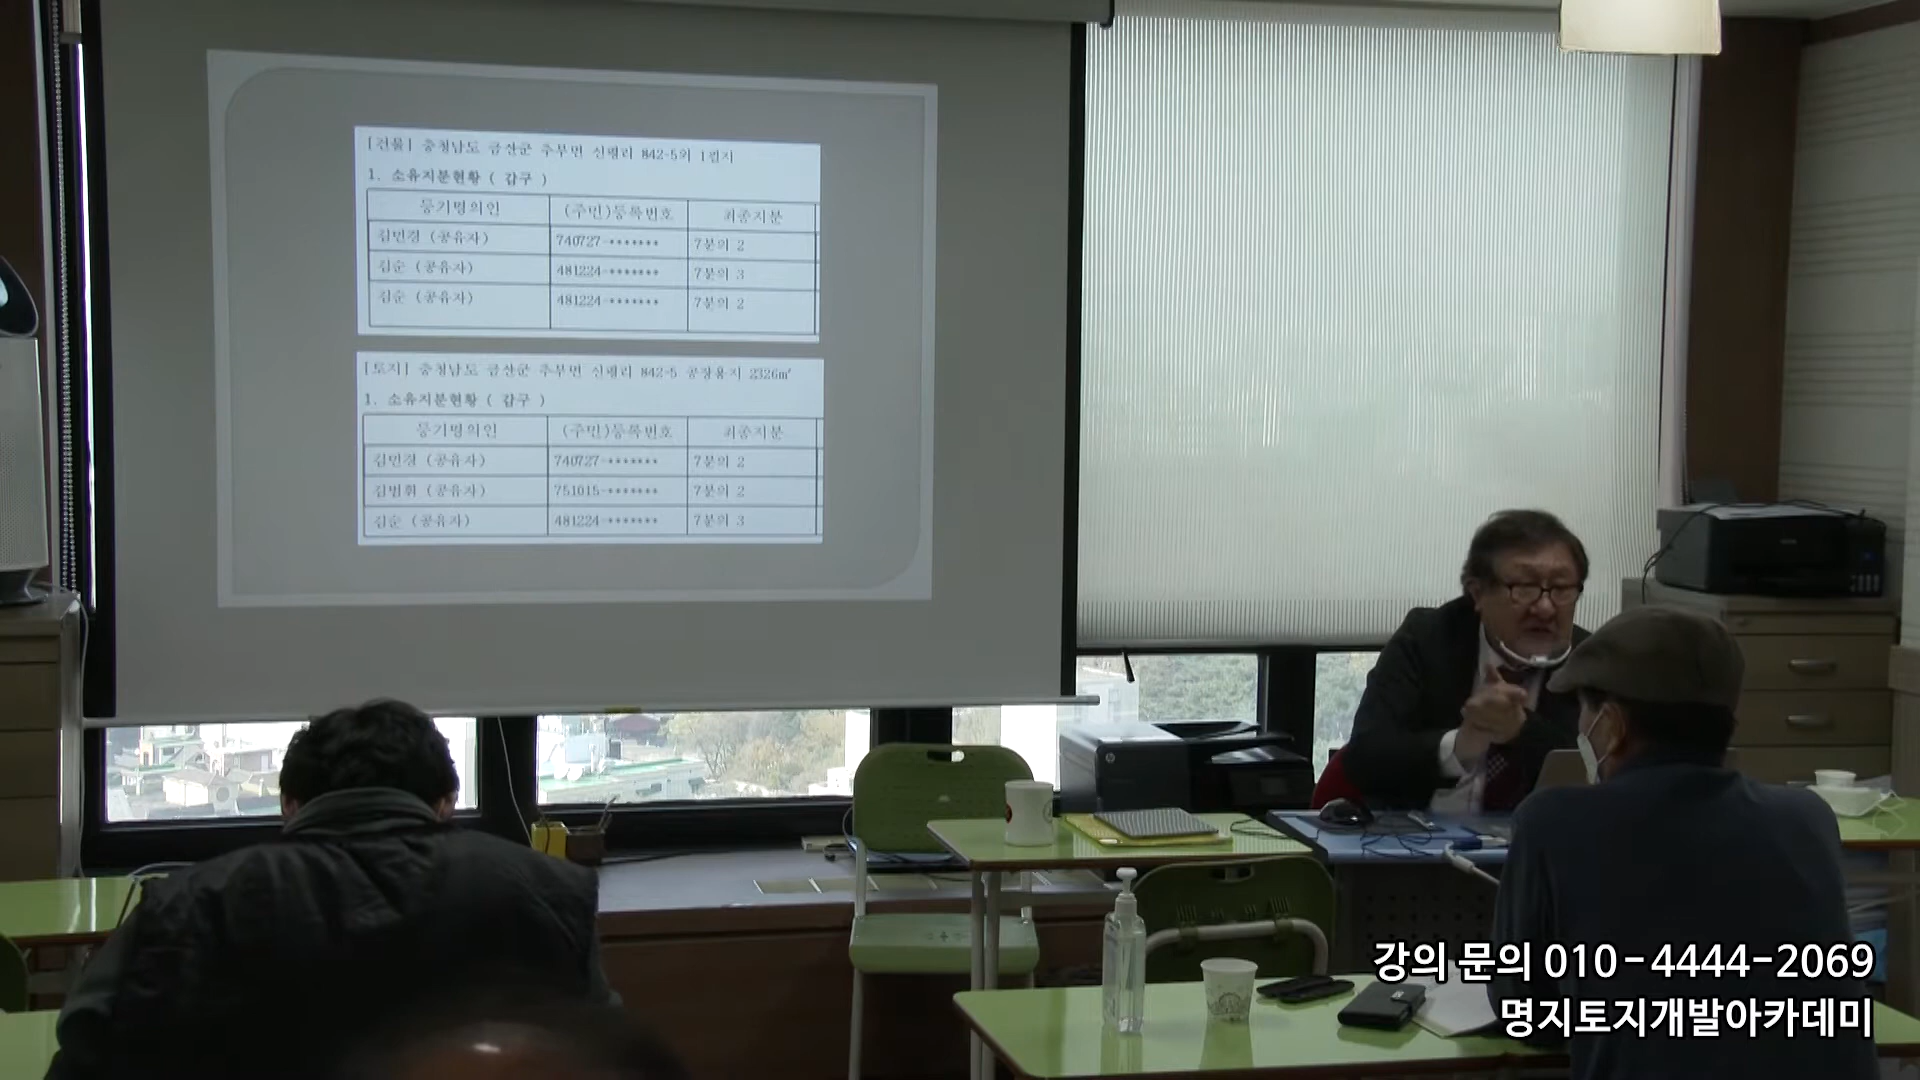 [건물] 충청남도 금산군 추부면 신평리 842-5외 1필지
1. 소유지분현황 ( 갑구 )
등기명의인 (주민)등록번호 최종지분
김민경 (공유자) 740727-******* 7분의 2
김순 (공유자) 481224-******* 7분의 3
김순 (공유자) 481224-******* 7분의 2
[토지] 충청남도 금산군 추부면 신평리 842-5 공장용지 2326㎡
1. 소유지분현황 ( 갑구 )
등기명의인 (주민)등록번호 최종지분
김민경 (공유자) 740727-******* 7분의 2
김범휘 (공유자) 751015-******* 7분의 2
김순 (공유자) 481224-******* 7분의 3
강의 문의 010-4444-2069
명지토지개발아카데미